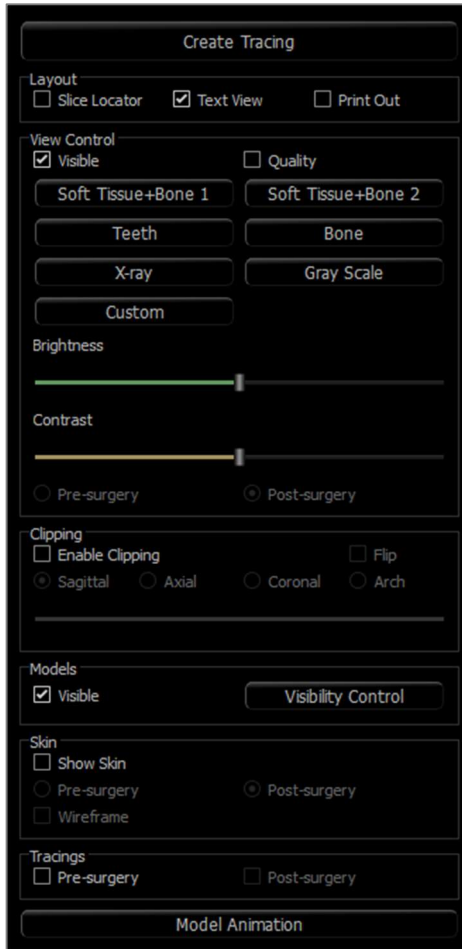 Create Tracing
Layout
Slice Locator Text View Print Out
View Control
Visible Quality
Soft Tissue+Bone 1 Soft Tissue+Bone 2
Teeth Bone
X-ray Gray Scale
Custom
Brightness
Contrast
Pre-surgery Post-surgery
Clipping
Enable Clipping Flip
Sagittal Axial Coronal Arch
Models
Visible Visibility Control
Skin
Show Skin
Pre-surgery Post-surgery
Wireframe
Tracings
Pre-surgery Post-surgery
Model Animation